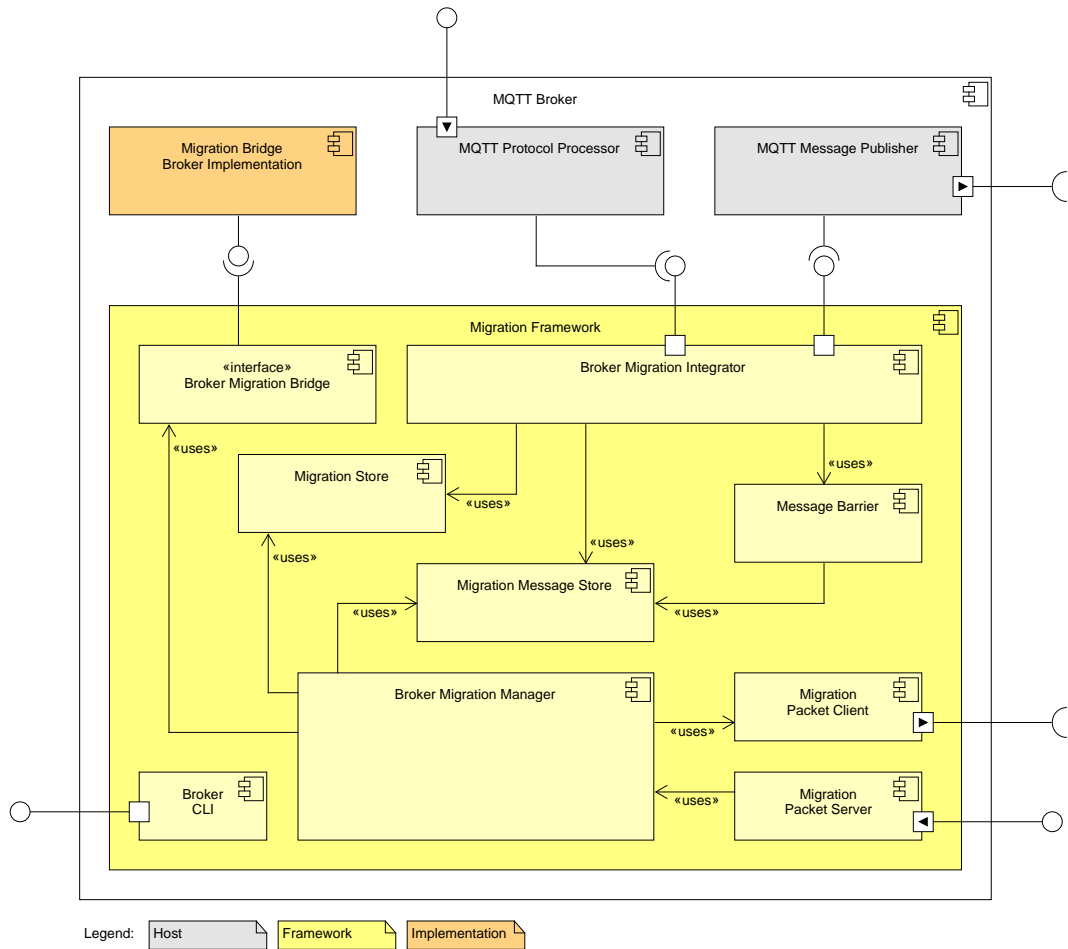 MQTT Broker
Migration Bridge
Broker Implementation
MQTT Protocol Processor
MQTT Message Publisher
Migration Framework
«interface»
Broker Migration Bridge
Broker Migration Integrator
«uses»
«uses»
Migration Store
«uses»
Message Barrier
«uses»
«uses»
Migration Message Store
«uses»
«uses»
Broker Migration Manager
Migration
Packet Client
«uses»
Broker
CLI
Migration
Packet Server
«uses»
Legend:
Host
Framework
Implementation